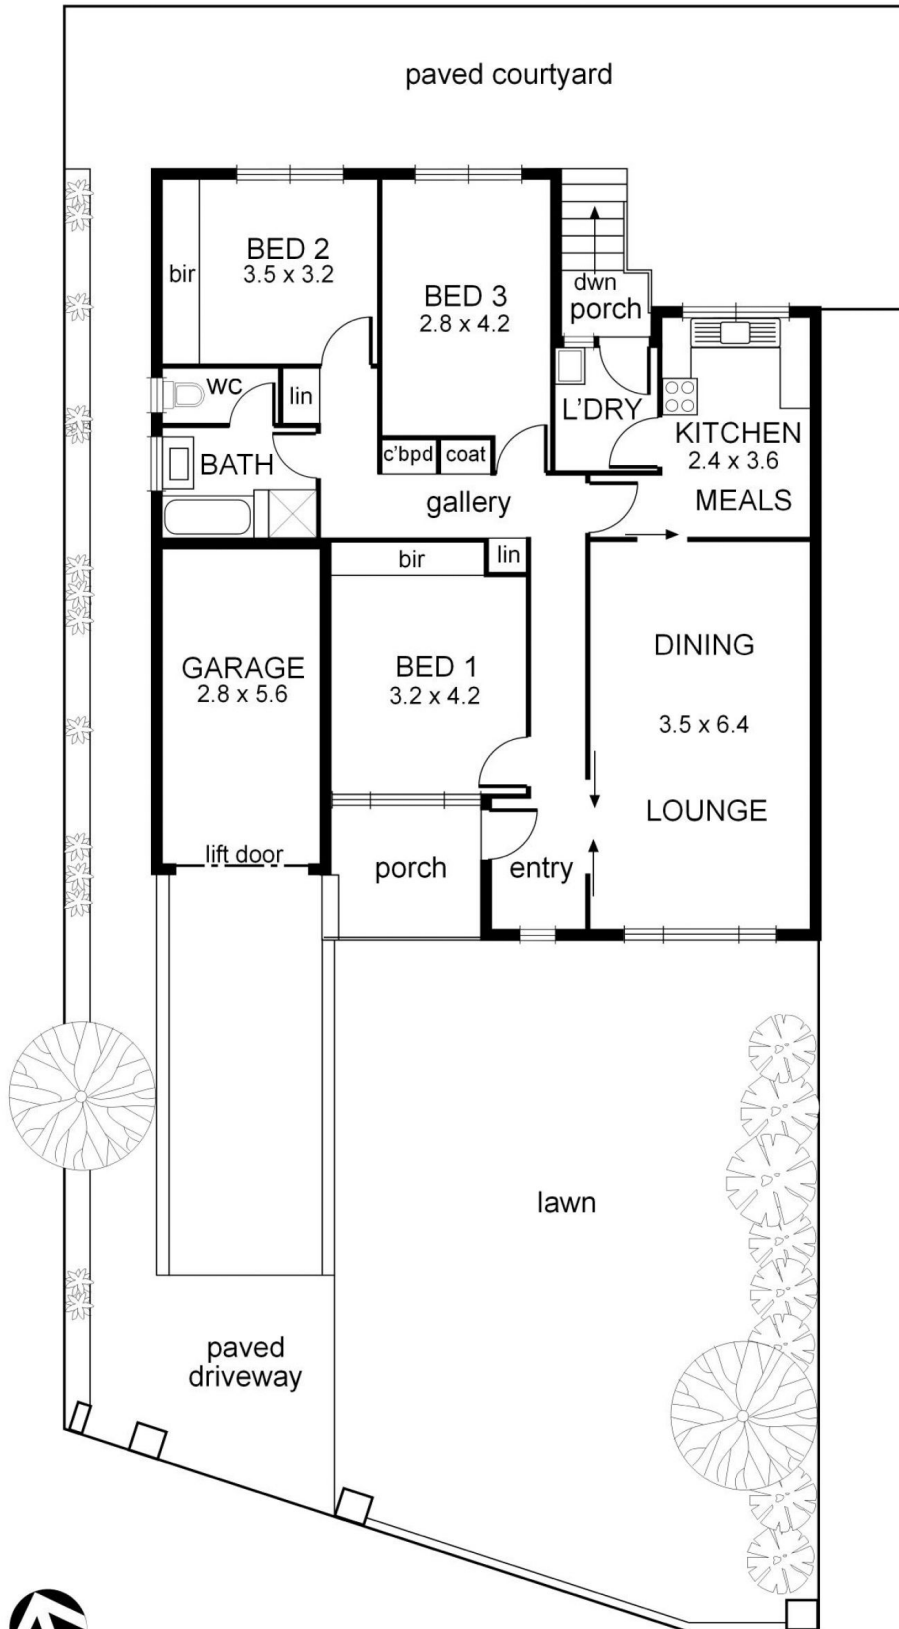 paved courtyard
BED 2
3.5 x 3.2
bir
BED 3
2.8 x 4.2
dwn
porch
WC
lin
L'DRY
KITCHEN
2.4 x 3.6
MEALS
BATH
c'bpd
coat
gallery
bir
lin
GARAGE
2.8 x 5.6
BED 1
3.2 x 4.2
DINING
3.5 x 6.4
LOUNGE
lift door
porch
entry
lawn
paved
driveway